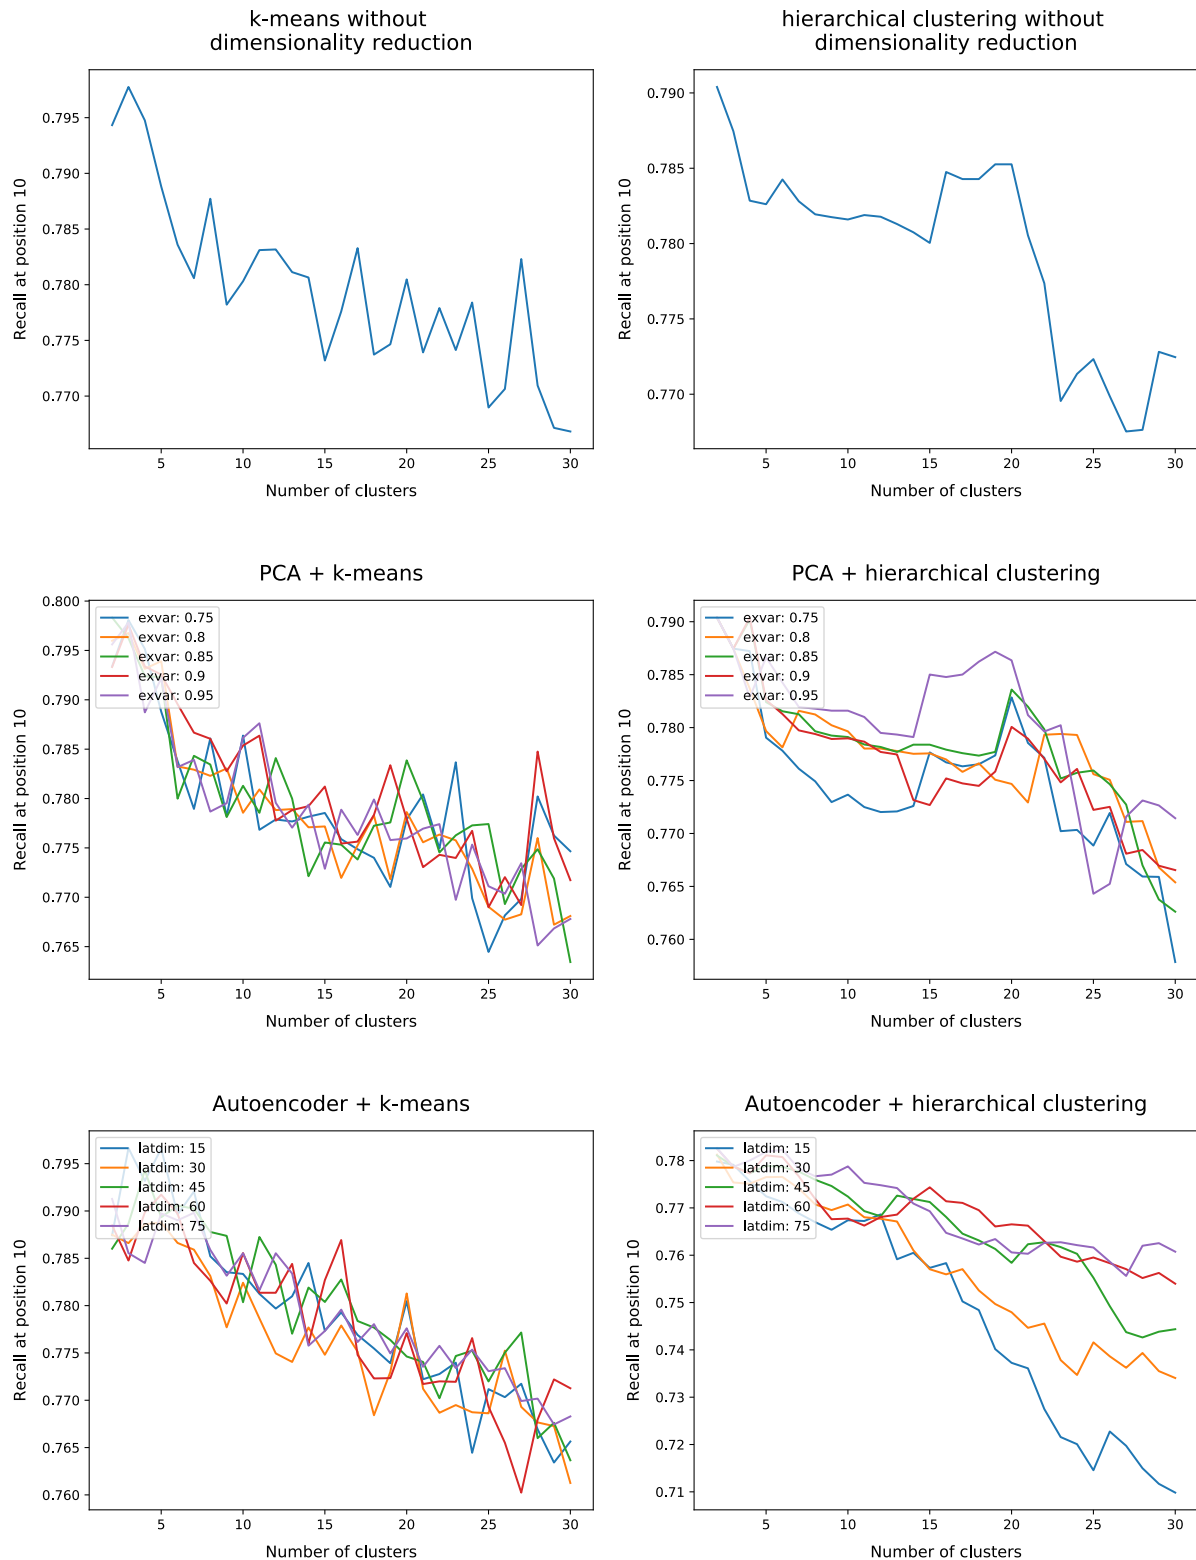 k-means without
dimensionality reduction
0.795
0.790
0.785
0.780
0.775
0.770
Recall at position 10
5 10 15 20 25 30
Number of clusters
hierarchical clustering without
dimensionality reduction
0.790
0.785
0.780
0.775
0.770
Recall at position 10
5 10 15 20 25 30
Number of clusters
PCA + k-means
0.800
0.795
0.790
0.785
0.780
0.775
0.770
0.765
Recall at position 10
exvar: 0.75
exvar: 0.8
exvar: 0.85
exvar: 0.9
exvar: 0.95
5 10 15 20 25 30
Number of clusters
PCA + hierarchical clustering
0.790
0.785
0.780
0.775
0.770
0.765
0.760
Recall at position 10
exvar: 0.75
exvar: 0.8
exvar: 0.85
exvar: 0.9
exvar: 0.95
5 10 15 20 25 30
Number of clusters
Autoencoder + k-means
0.795
0.790
0.785
0.780
0.775
0.770
0.765
0.760
Recall at position 10
latdim: 15
latdim: 30
latdim: 45
latdim: 60
latdim: 75
5 10 15 20 25 30
Number of clusters
Autoencoder + hierarchical clustering
0.78
0.77
0.76
0.75
0.74
0.73
0.72
0.71
Recall at position 10
latdim: 15
latdim: 30
latdim: 45
latdim: 60
latdim: 75
5 10 15 20 25 30
Number of clusters